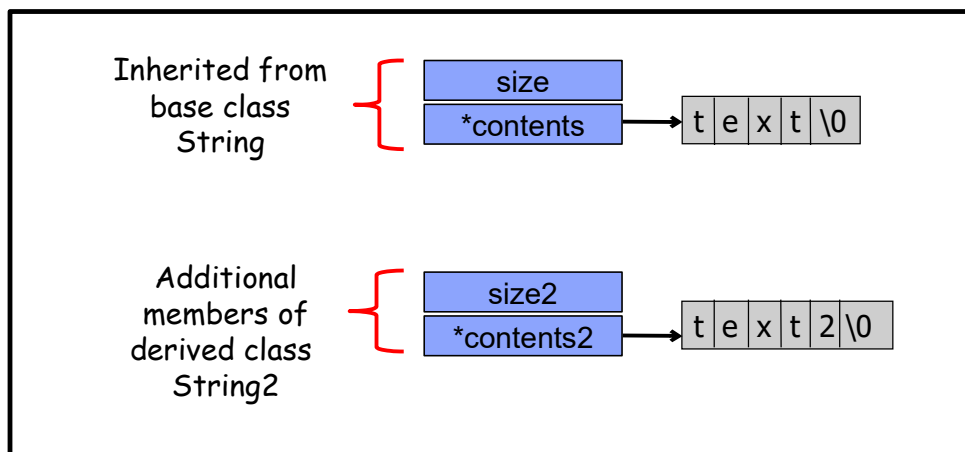 Inherited from
base class
String
size
*contents
t e x t \0
Additional
members of
derived class
String2
size2
*contents2
t e x t 2 \0